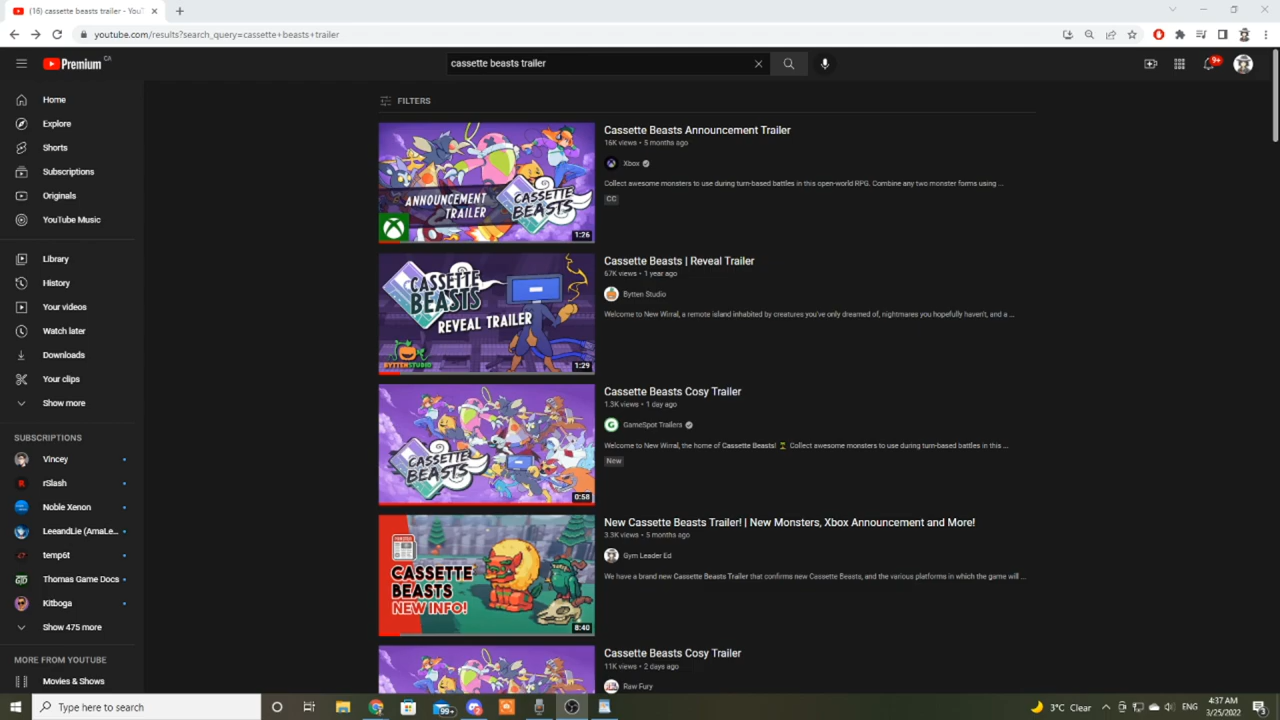 (16) cassette beasts trailer - YouT
youtube.com/results?search_query=cassette+beasts+trailer
Premium CA
cassette beasts trailer
9+
Home
Explore
Shorts
Subscriptions
Originals
YouTube Music
Library
History
Your videos
Watch later
Downloads
Your clips
Show more
SUBSCRIPTIONS
Vincey
rSlash
Noble Xenon
LeeandLie (AmaLe...
temp6t
Thomas Game Docs
Kitboga
Show 475 more
MORE FROM YOUTUBE
Movies & Shows
FILTERS
ANNOUNCEMENT
TRAILER
CASSETTE
BEASTS
1:26
Cassette Beasts Announcement Trailer
16K views • 5 months ago
Xbox
Collect awesome monsters to use during turn-based battles in this open-world RPG. Combine any two monster forms using ...
CC
CASSETTE
BEASTS
REVEAL TRAILER
BYTTEN STUDIO
1:29
Cassette Beasts | Reveal Trailer
67K views • 1 year ago
Bytten Studio
Welcome to New Wirral, a remote island inhabited by creatures you've only dreamed of, nightmares you hopefully haven't, and a ...
CASSETTE
BEASTS
0:58
Cassette Beasts Cosy Trailer
1.3K views • 1 day ago
G
GameSpot Trailers
Welcome to New Wirral, the home of Cassette Beasts! Collect awesome monsters to use during turn-based battles in this ...
New
CASSETTE
BEASTS
NEW INFO!
8:40
New Cassette Beasts Trailer! | New Monsters, Xbox Announcement and More!
3.3K views • 5 months ago
Gym Leader Ed
We have a brand new Cassette Beasts Trailer that confirms new Cassette Beasts, and the various platforms in which the game will ...
Cassette Beasts Cosy Trailer
11K views • 2 days ago
Raw Fury
Type here to search
99+
3°C Clear
ENG
4:37 AM
3/25/2022
3